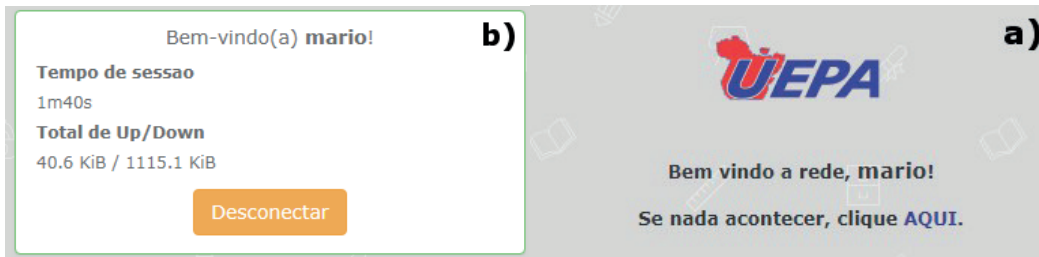 Bem-vindo(a) mario!
b)
Tempo de sessao
1m40s
Total de Up/Down
40.6 KiB / 1115.1 KiB
Desconectar
a)
UEPA
Bem vindo a rede, mario!
Se nada acontecer, clique AQUI.